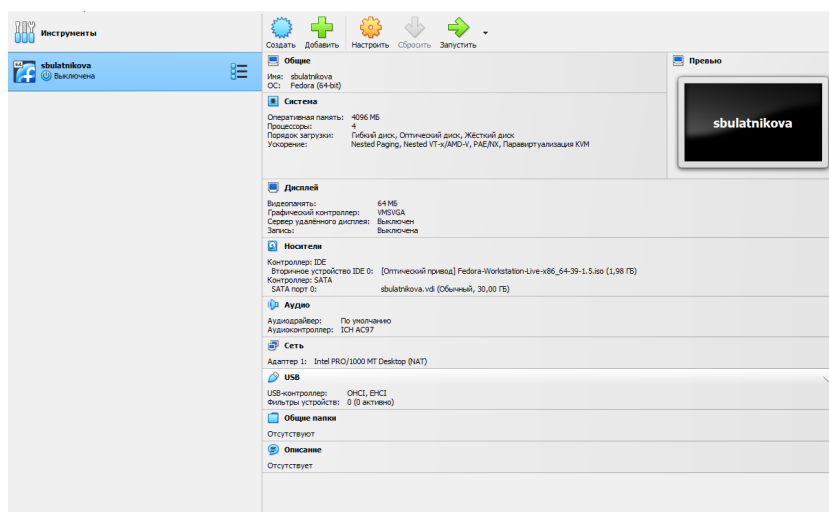 Инструменты
Создать Добавить Настроить Сбросить Запустить
64
sbulatnikova
Выключена
Общие
Имя: sbulatnikova
ОС: Fedora (64-bit)
Превью
sbulatnikova
Система
Оперативная память: 4096 МБ
Процессоры: 4
Порядок загрузки: Гибкий диск, Оптический диск, Жёсткий диск
Ускорение: Nested Paging, Nested VT-x/AMD-V, PAE/NX, Паравиртуализация KVM
Дисплей
Видеопамять: 64 МБ
Графический контроллер: VMSVGA
Сервер удалённого дисплея: Выключен
Запись: Выключена
Носители
Контроллер: IDE
Вторичное устройство IDE 0: [Оптический привод] Fedora-Workstation-Live-x86_64-39-1.5.iso (1,98 ГБ)
Контроллер: SATA
SATA порт 0: sbulatnikova.vdi (Обычный, 30,00 ГБ)
Аудио
Аудиодрайвер: По умолчанию
Аудиоконтроллер: ICH AC97
Сеть
Адаптер 1: Intel PRO/1000 MT Desktop (NAT)
USB
USB-контроллер: OHCI, EHCI
Фильтры устройств: 0 (0 активно)
Общие папки
Отсутствуют
Описание
Отсутствует